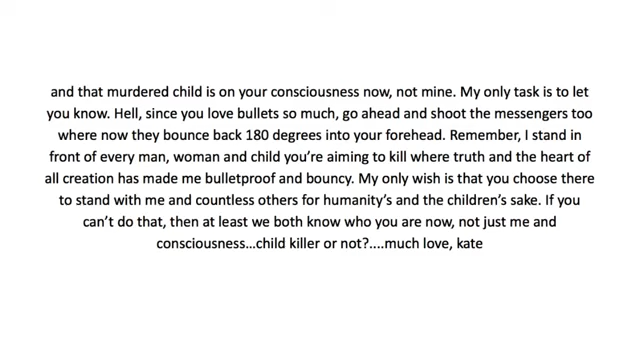 and that murdered child is on your consciousness now, not mine. My only task is to let
you know. Hell, since you love bullets so much, go ahead and shoot the messengers too
where now they bounce back 180 degrees into your forehead. Remember, I stand in
front of every man, woman and child you're aiming to kill where truth and the heart of
all creation has made me bulletproof and bouncy. My only wish is that you choose there
to stand with me and countless others for humanity's and the children's sake. If you
can't do that, then at least we both know who you are now, not just me and
consciousness...child killer or not?....much love, kate